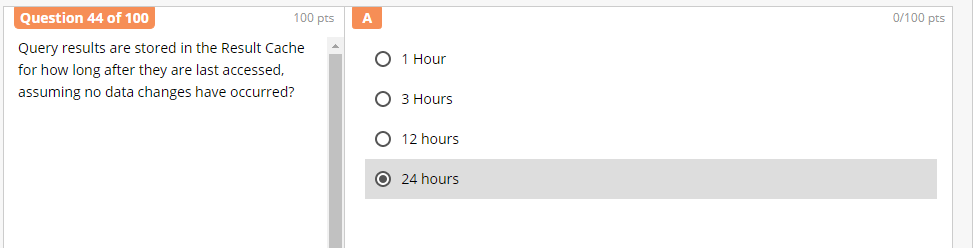 Question 44 of 100
100 pts
Query results are stored in the Result Cache
for how long after they are last accessed,
assuming no data changes have occurred?
A
0/100 pts
1 Hour
3 Hours
12 hours
24 hours